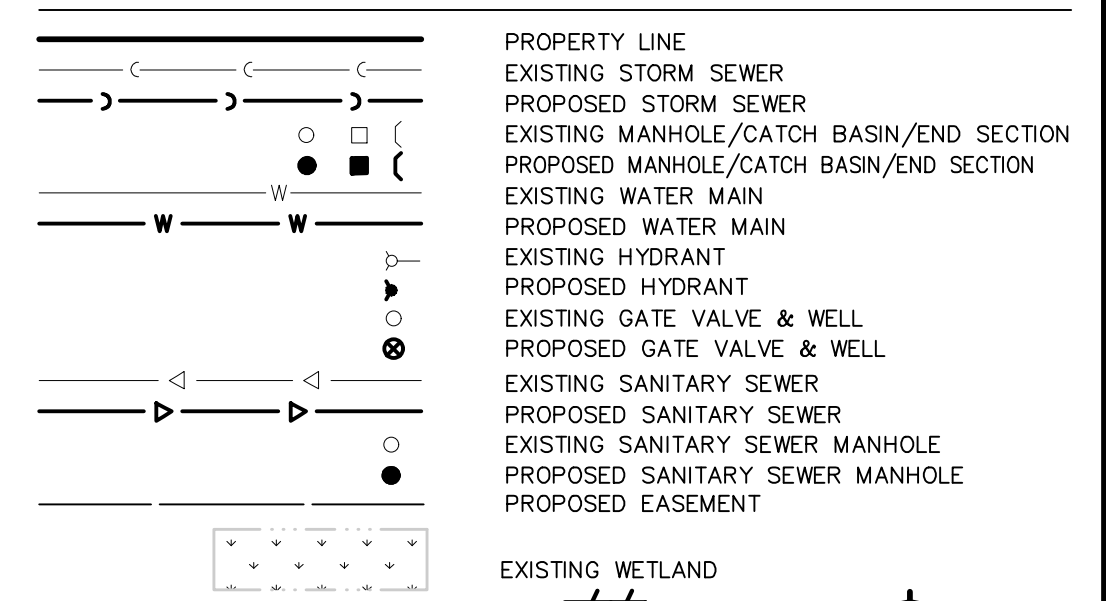 PROPERTY LINE
EXISTING STORM SEWER
PROPOSED STORM SEWER
EXISTING MANHOLE/CATCH BASIN/END SECTION
PROPOSED MANHOLE/CATCH BASIN/END SECTION
W EXISTING WATER MAIN
W W PROPOSED WATER MAIN
EXISTING HYDRANT
PROPOSED HYDRANT
EXISTING GATE VALVE & WELL
PROPOSED GATE VALVE & WELL
EXISTING SANITARY SEWER
PROPOSED SANITARY SEWER
EXISTING SANITARY SEWER MANHOLE
PROPOSED SANITARY SEWER MANHOLE
PROPOSED EASEMENT
EXISTING WETLAND